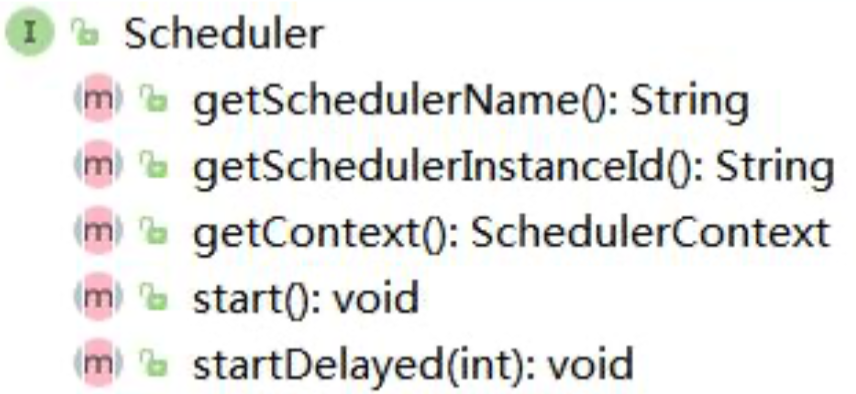 I Scheduler
m getSchedulerName(): String
m getSchedulerInstanceId(): String
m getContext(): SchedulerContext
m start(): void
m startDelayed(int): void